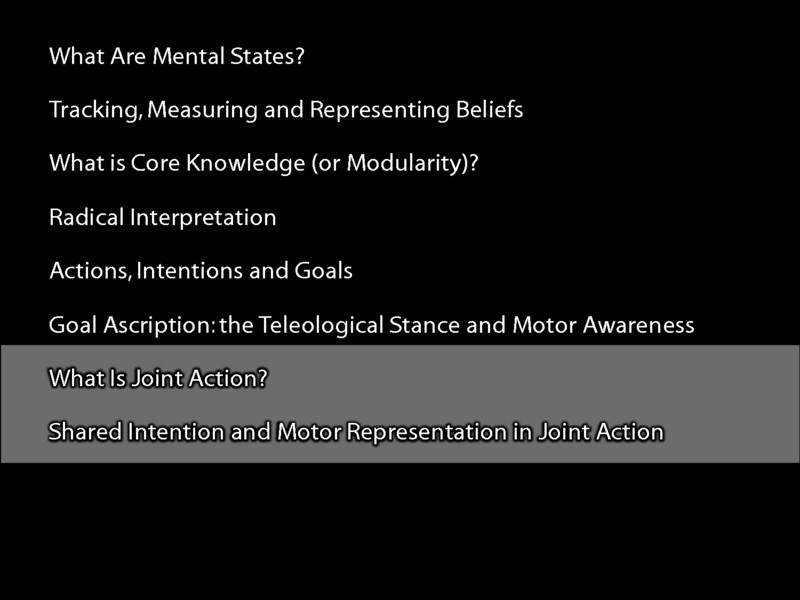 What Are Mental States?
Tracking, Measuring and Representing Beliefs
What is Core Knowledge (or Modularity)?
Radical Interpretation
Actions, Intentions and Goals
Goal Ascription: the Teleological Stance and Motor Awareness
What Is Joint Action?
Shared Intention and Motor Representation in Joint Action